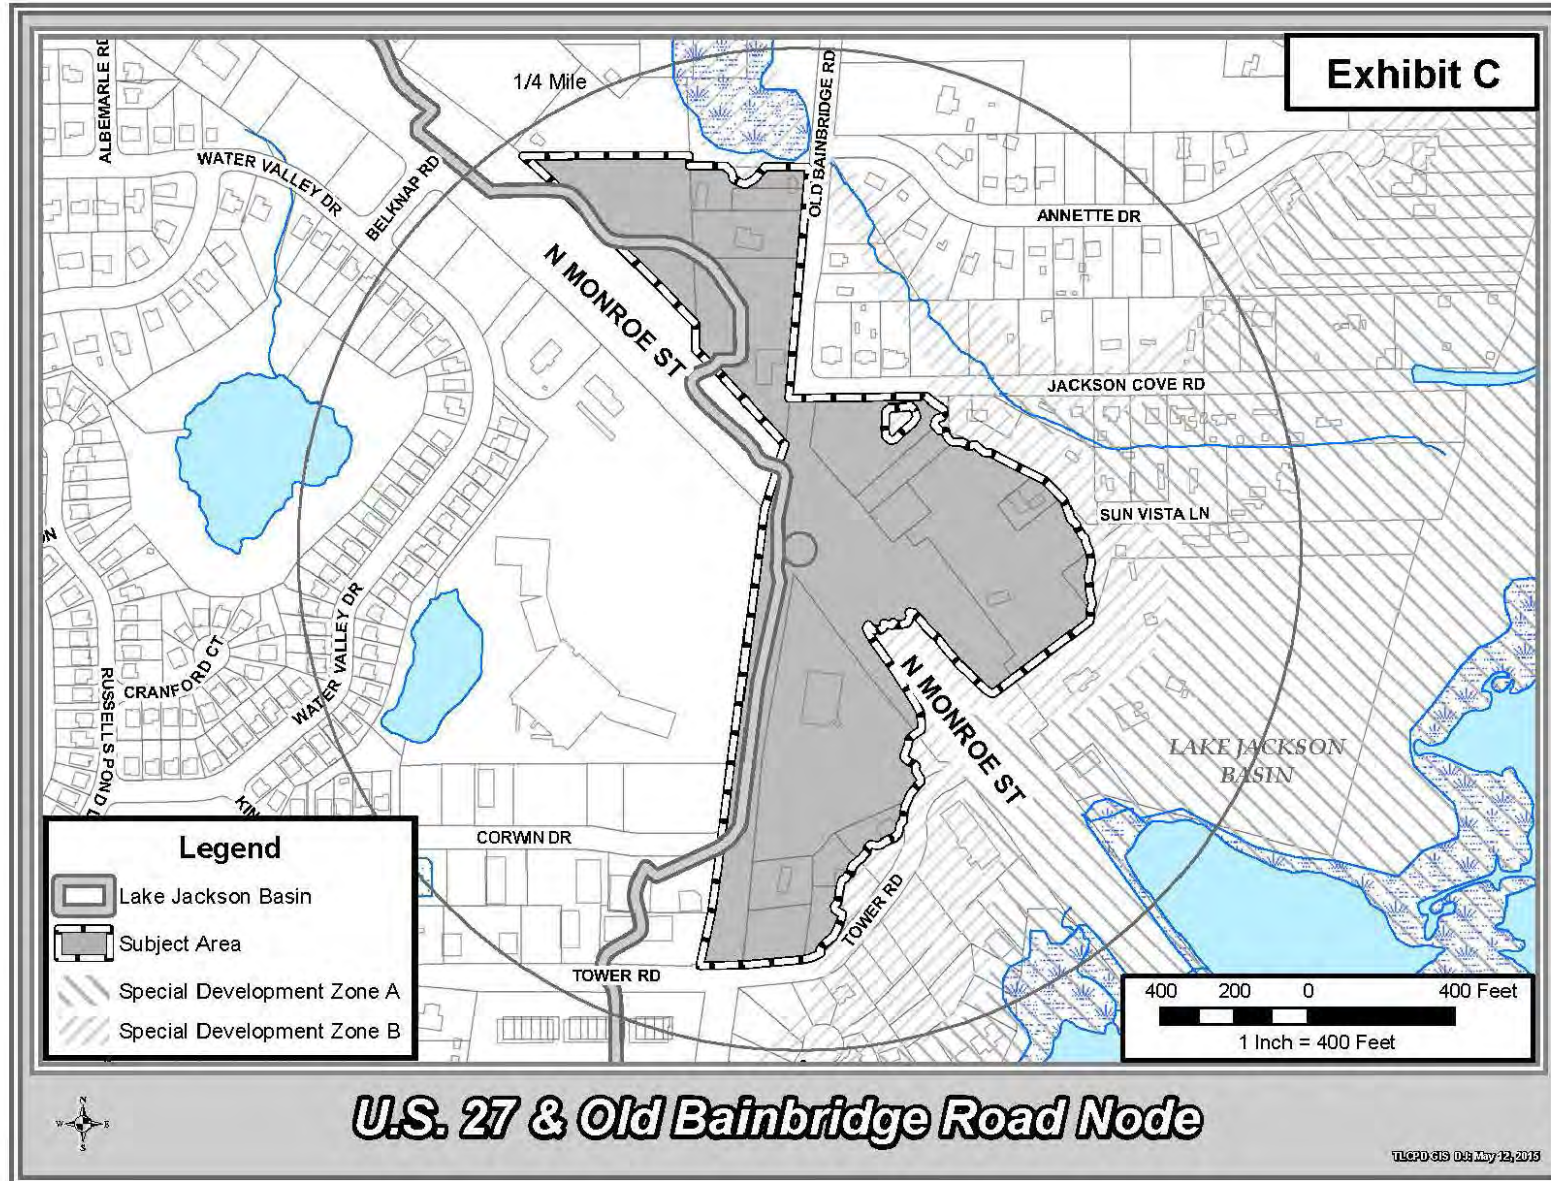 Exhibit C
1/4 Mile
ALBEMARLE RD
OLD BAINBRIDGE RD
WATER VALLEY DR
BELKNAP RD
ANNETTE DR
N MONROE ST
JACKSON COVE RD
SUN VISTA LN
WATER VALLEY DR
CRANFORD CT
RUSSELLS POND L
N MONROE ST
LAKE JACKSON
BASIN
KIN
CORWIN DR
TOWER RD
TOWER RD
Legend
Lake Jackson Basin
Subject Area
Special Development Zone A
Special Development Zone B
400 200 0 400 Feet
1 Inch = 400 Feet
N
W E
S
U.S. 27 & Old Bainbridge Road Node
TLCPD GIS DJ: May 12, 2015